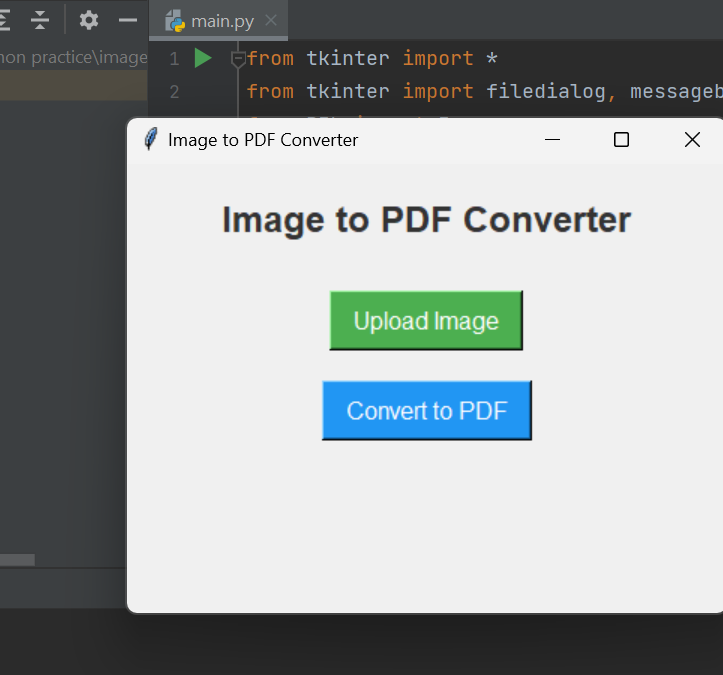 main.py
non practice\image
1 from tkinter import *
2 from tkinter import filedialog, messageb
Image to PDF Converter
Image to PDF Converter
Upload Image
Convert to PDF